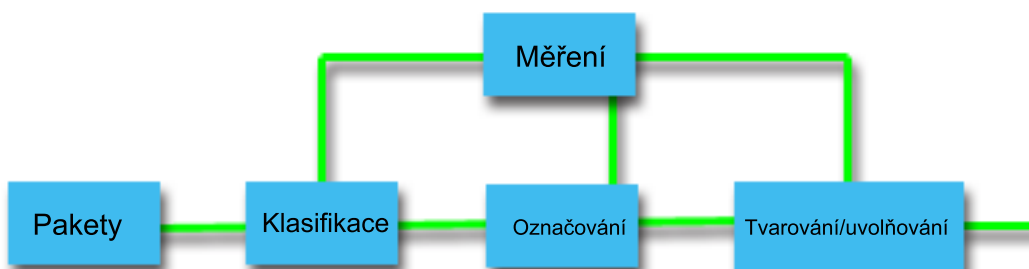 Měření
Pakety
Klasifikace
Označování
Tvarování/uvolňování